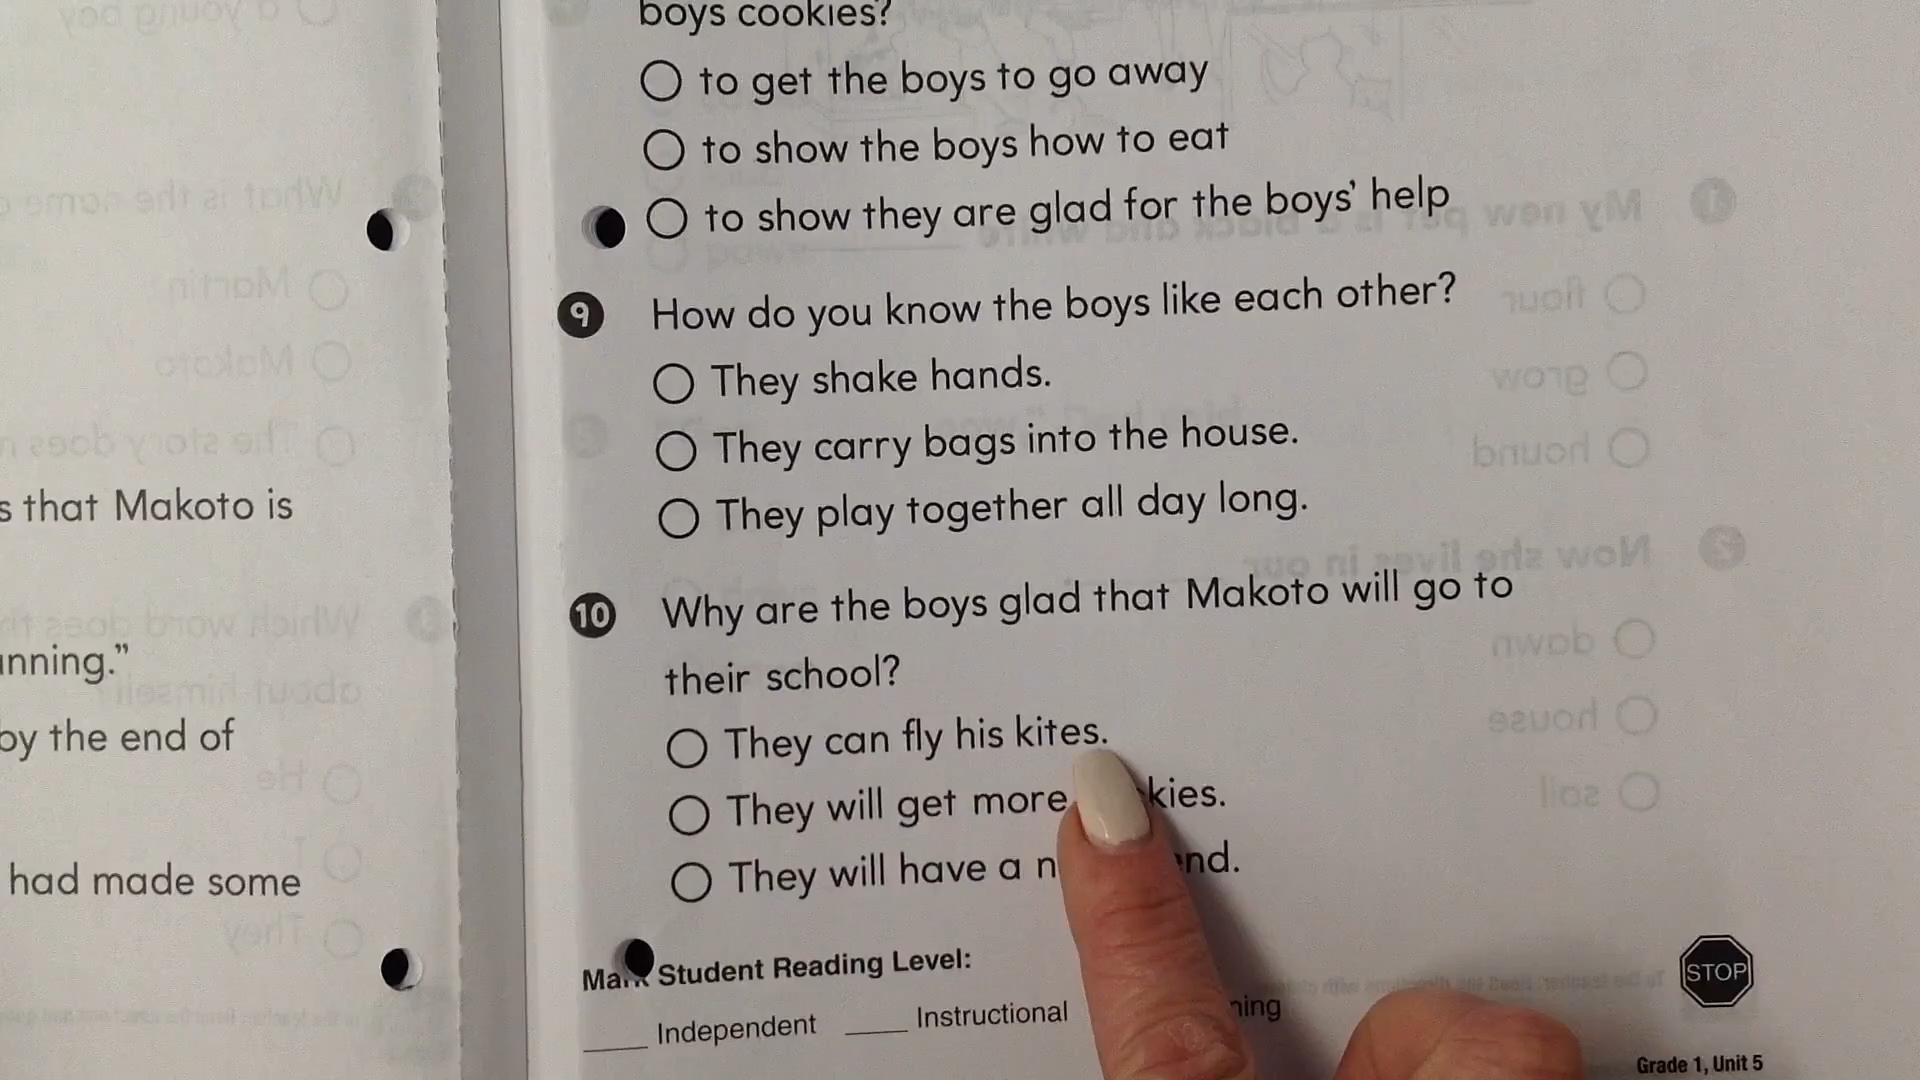 s that Makoto is
nning."
by the end of
had made some
boys cookies?
to get the boys to go away
to show the boys how to eat
to show they are glad for the boys' help
9 How do you know the boys like each other?
They shake hands.
They carry bags into the house.
They play together all day long.
10 Why are the boys glad that Makoto will go to
their school?
They can fly his kites.
They will get more kies.
They will have a n nd.
Mark Student Reading Level:
Independent Instructional ning
STOP
Grade 1, Unit 5